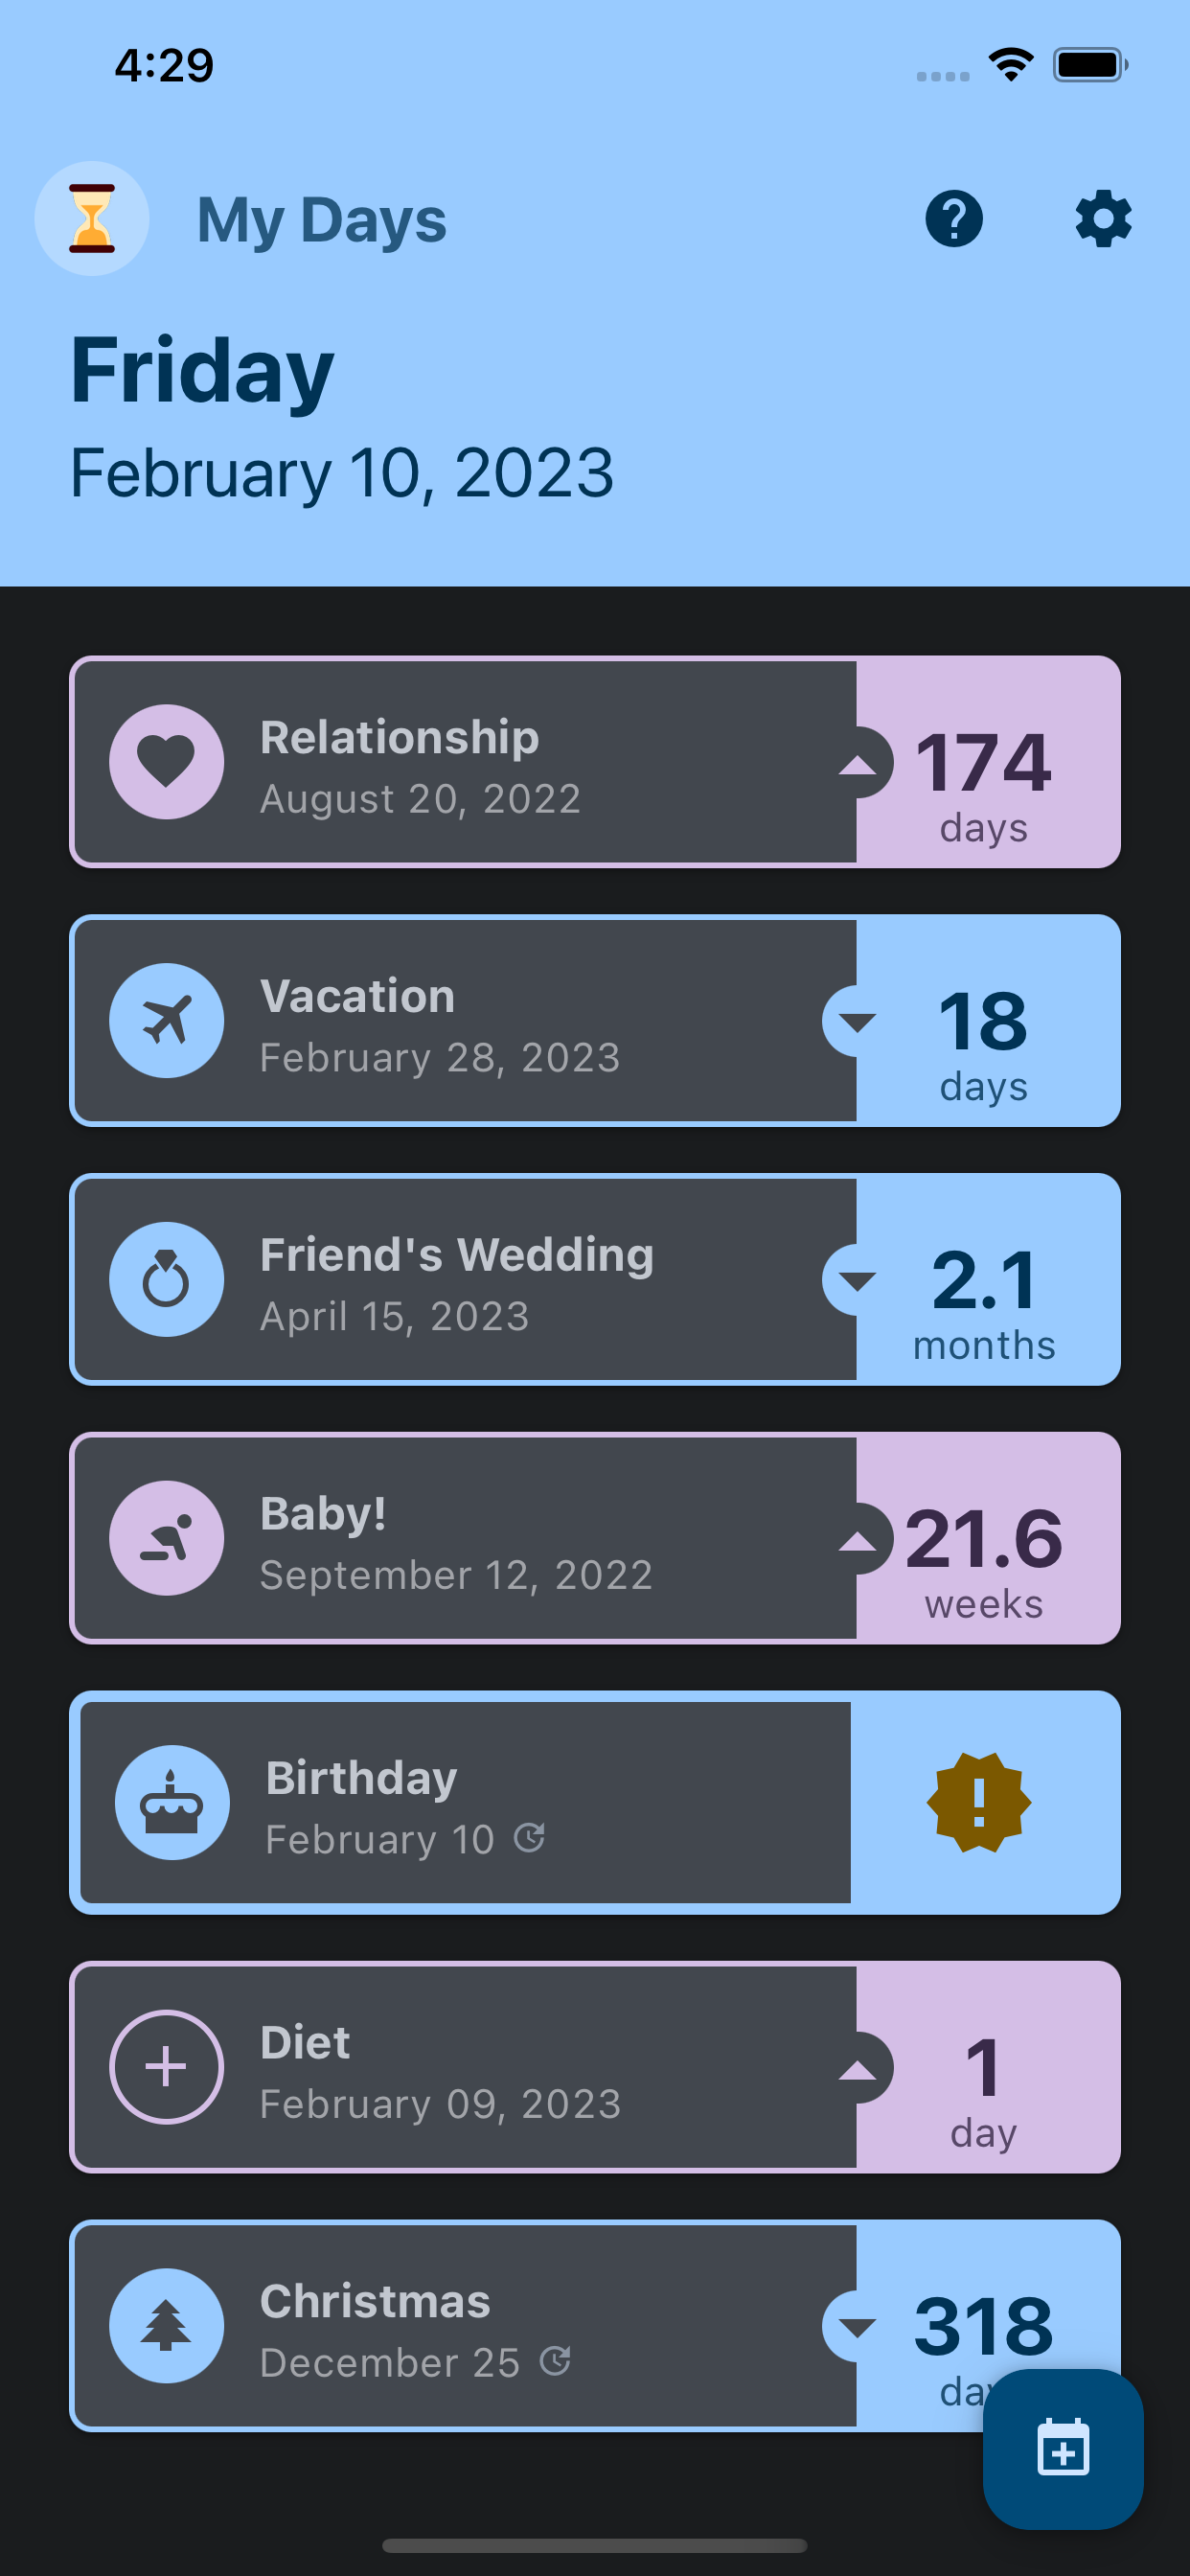 4:29
My Days
Friday
February 10, 2023
Relationship
August 20, 2022
174
days
Vacation
February 28, 2023
18
days
Friend's Wedding
April 15, 2023
2.1
months
Baby!
September 12, 2022
21.6
weeks
Birthday
February 10
Diet
February 09, 2023
1
day
Christmas
December 25
318